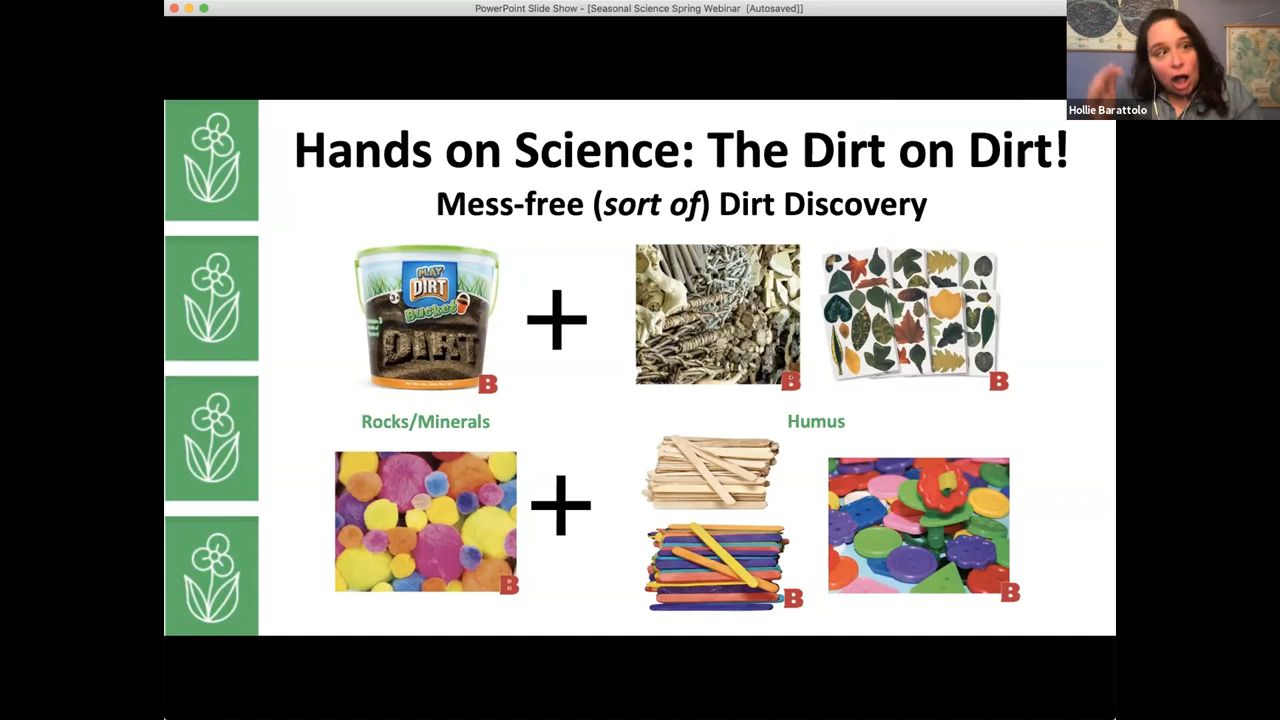 PowerPoint Slide Show - [Seasonal Science Spring Webinar [Autosaved]]
Hollie Barattolo
Hands on Science: The Dirt on Dirt!
Mess-free (sort of) Dirt Discovery
PLAY
DIRT
Bucket
3+
DIRT
B
B
B
Rocks/Minerals
Humus
B
B
B